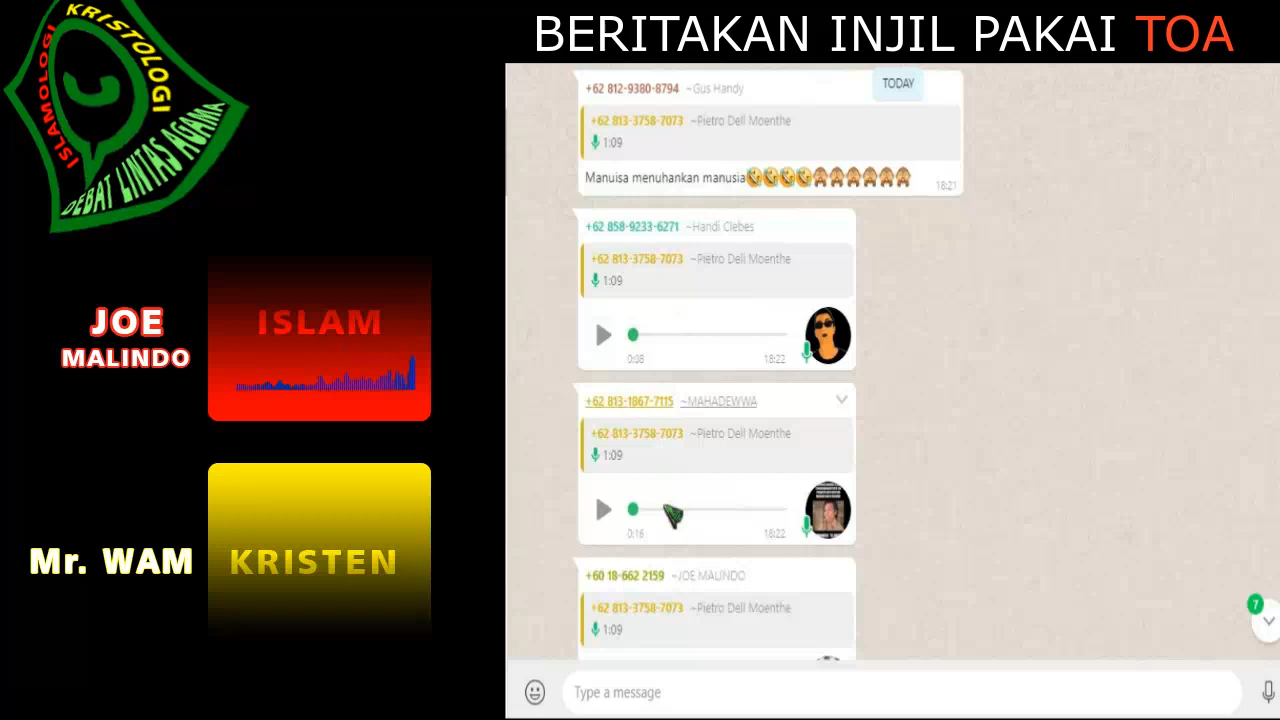 KRISTOLOGI
ISLAMOLOGI
DEBAT LINTAS AGAMA
BERITAKAN INJIL PAKAI TOA
TODAY
+62 812-9380-8794 ~Gus Handy
+62 813-3758-7073 ~Pietro Dell Moenthe
1:09
Manuisa menuhankan manusia🤣🤣🤣🤣🙈🙈🙈🙈🙈🙈
18:21
+62 858-9233-6271 ~Handi Clebes
+62 813-3758-7073 ~Pietro Dell Moenthe
1:09
0:36 18:22
JOE
MALINDO
ISLAM
+62 813-1867-7115 ~MAHADEWWA
+62 813-3758-7073 ~Pietro Dell Moenthe
1:09
0:16 18:22
Mr. WAM
KRISTEN
+60 18-662 2159 ~JOE MALINDO
+62 813-3758-7073 ~Pietro Dell Moenthe
1:09
7
Type a message